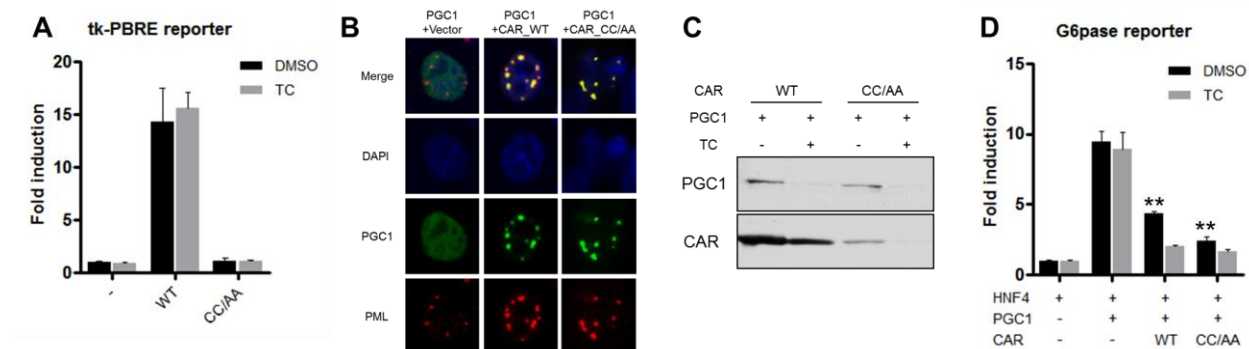 A
tk-PBRE reporter
20
15
10
5
0
Fold induction
DMSO
TC
-
WT
CC/AA
B
PGC1 +Vector
PGC1 +CAR_WT
PGC1 +CAR_CC/AA
Merge
DAPI
PGC1
PML
C
CAR WT CC/AA
PGC1 + + + +
TC - + - +
PGC1
CAR
D
G6pase reporter
15
10
5
0
Fold induction
DMSO
TC
**
**
HNF4 + + + +
PGC1 - + + +
CAR - - WT CC/AA